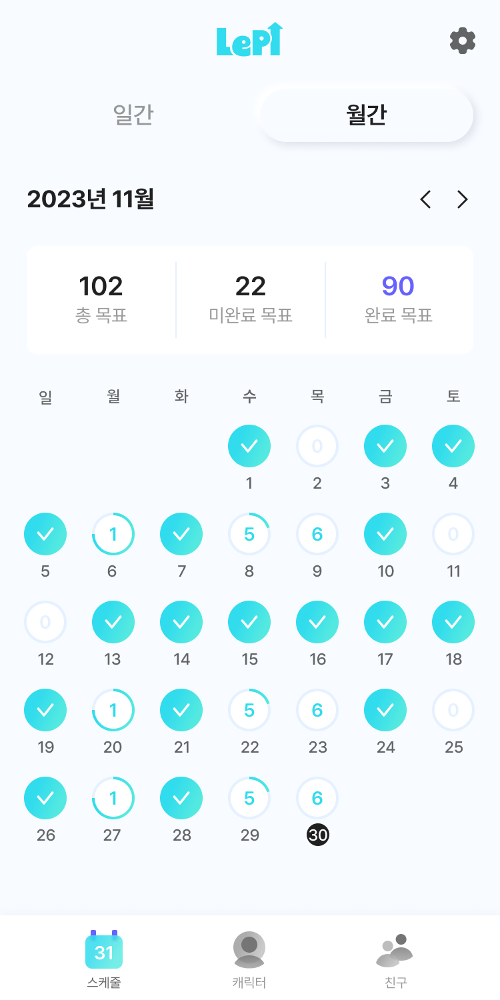 LePI
일간 월간
2023년 11월
102 22 90
총 목표 미완료 목표 완료 목표
일 월 화 수 목 금 토
0
1 2 3 4
1 5 6 0
5 6 7 8 9 10 11
0
12 13 14 15 16 17 18
1 5 6 0
19 20 21 22 23 24 25
1 5 6
26 27 28 29 30
31
스케줄 캐릭터 친구